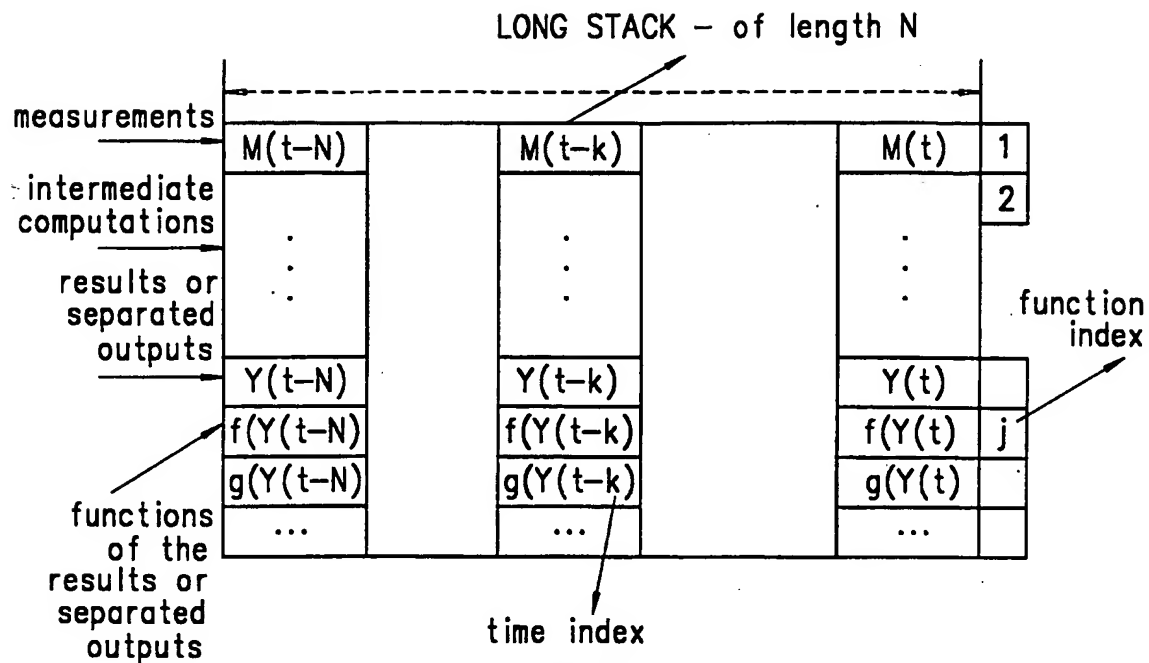 LONG STACK - of length N
measurements
M(t-N) M(t-k) M(t) 1
intermediate
computations
2
. . .
. . .
. . .
results or
separated
outputs
function
index
Y(t-N) Y(t-k) Y(t)
f(Y(t-N) f(Y(t-k) f(Y(t) j
g(Y(t-N) g(Y(t-k) g(Y(t)
... ... ...
functions
of the
results or
separated
outputs
time index